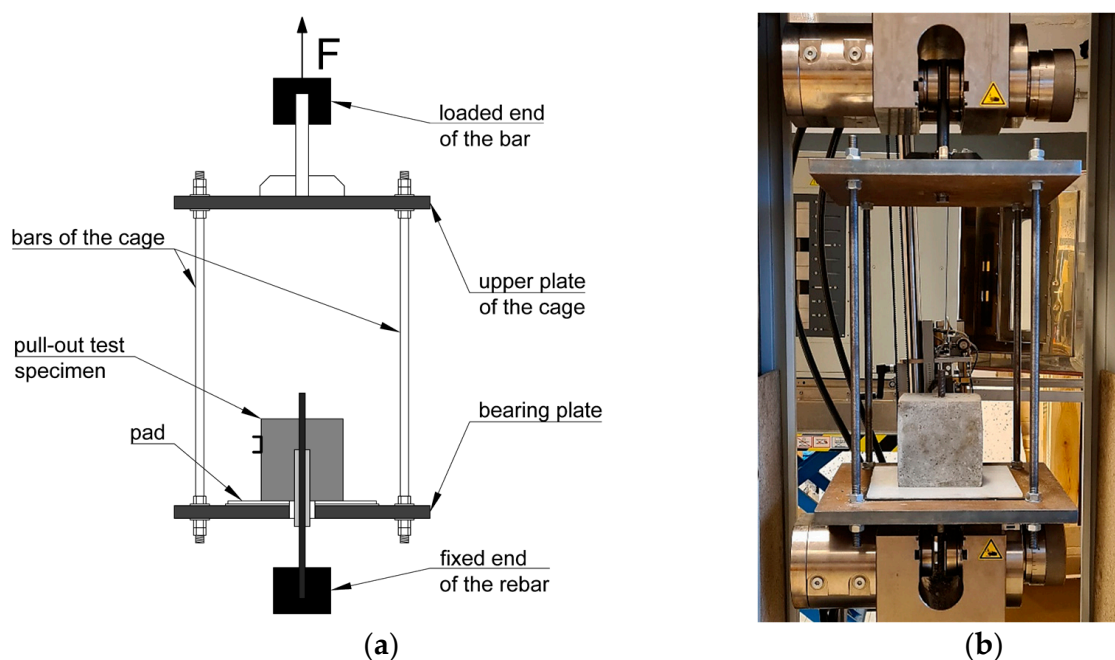 F
loaded end
of the bar
bars of the cage
upper plate
of the cage
pull-out test
specimen
bearing plate
pad
fixed end
of the rebar
(a)
(b)